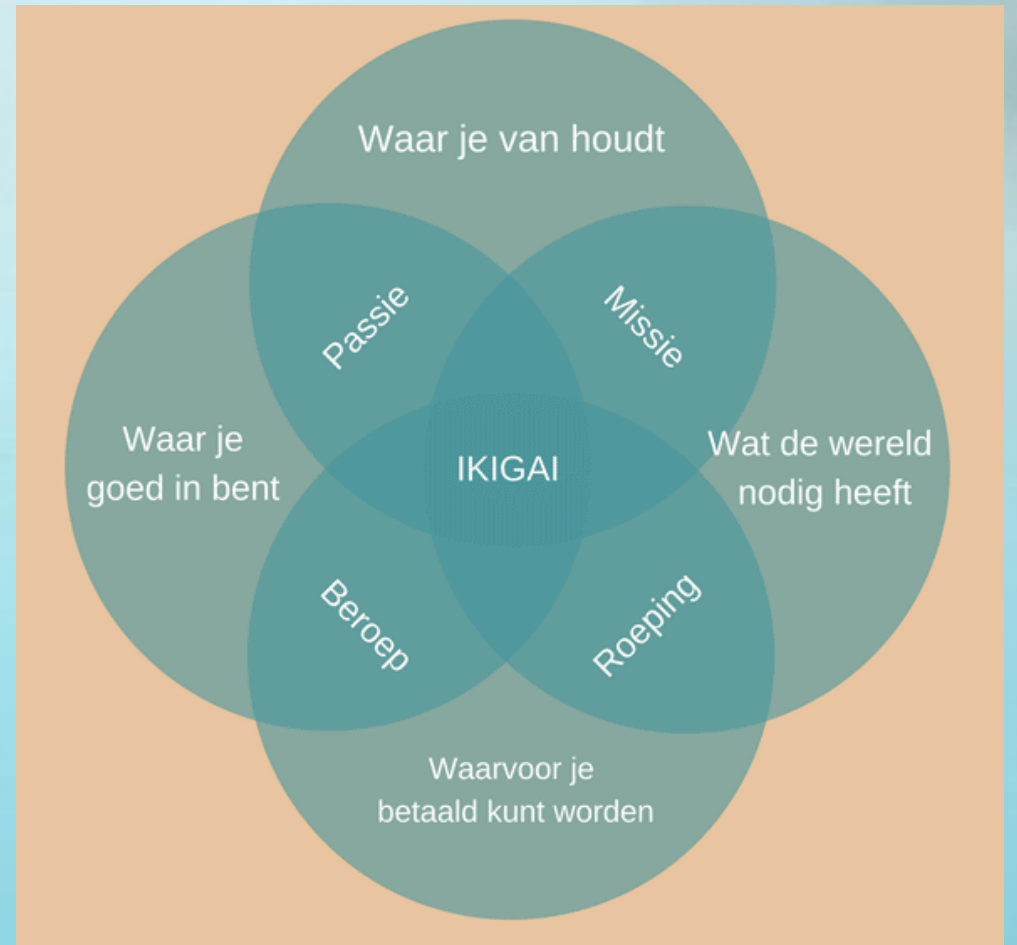 Waar je van houdt
Passie
Missie
Waar je
goed in bent
IKIGAI
Wat de wereld
nodig heeft
Beroep
Roeping
Waarvoor je
betaald kunt worden